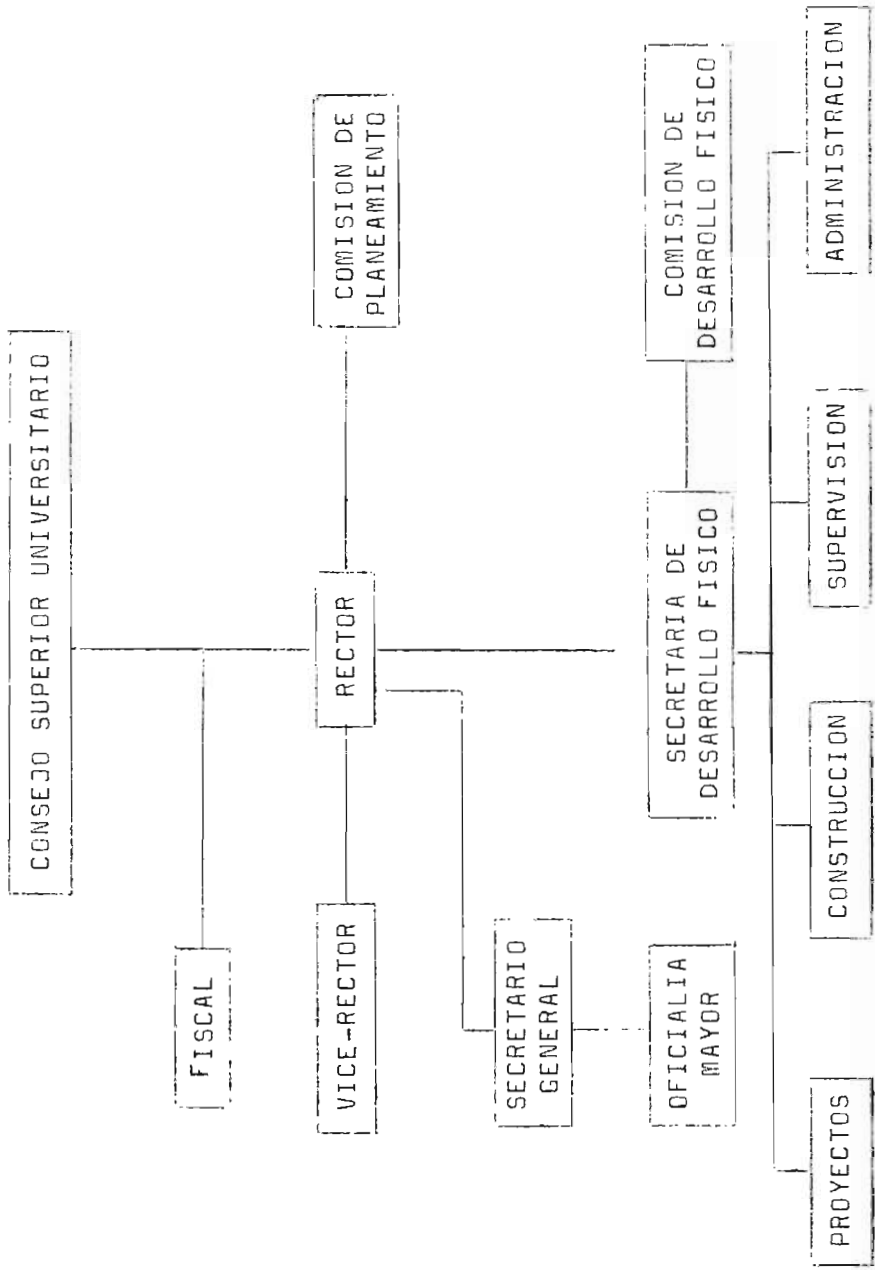 CONSEJO SUPERIOR UNIVERSITARIO
FISCAL
VICE-RECTOR
RECTOR
COMISION DE
PLANEAMIENTO
SECRETARIO
GENERAL
OFICIALIA
MAYOR
SECRETARIA DE
DESARROLLO FISICO
COMISION DE
DESARROLLO FISICO
PROYECTOS
CONSTRUCCION
SUPERVISION
ADMINISTRACION